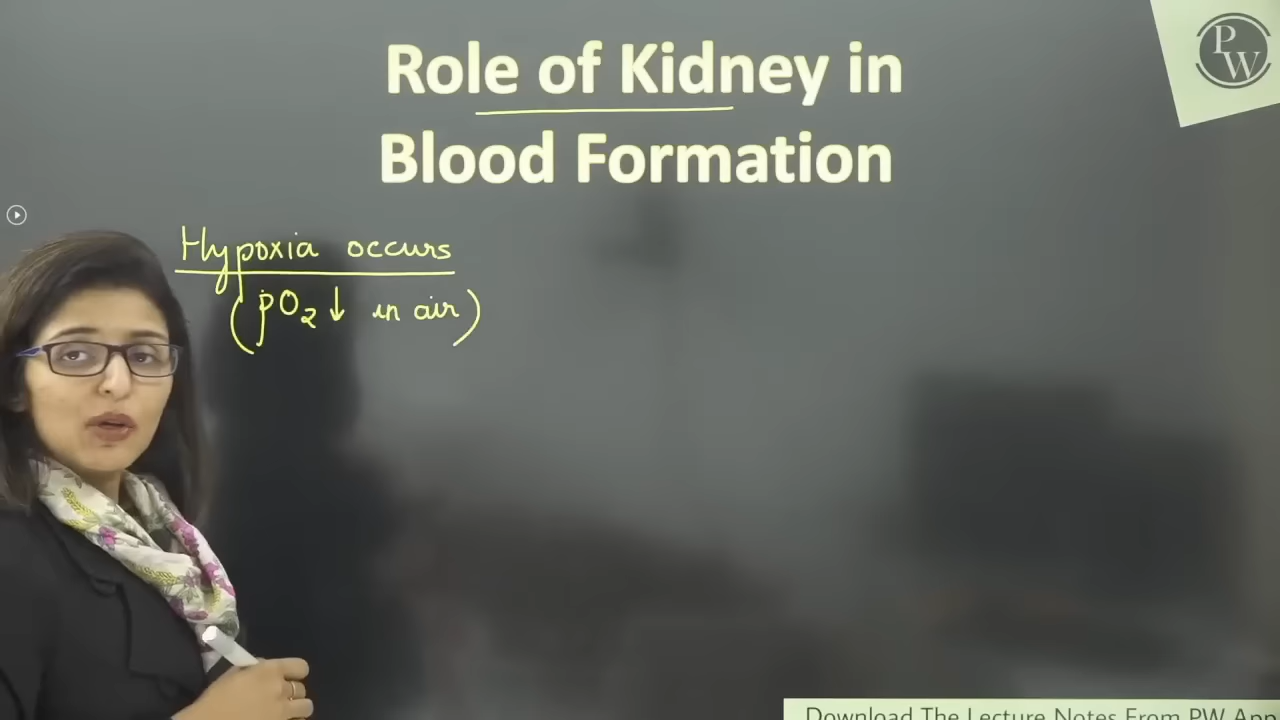 Role of Kidney in
Blood Formation
PW
Hypoxia occurs
(pO₂ ↓ in air)
Download The Lecture Notes From PW App